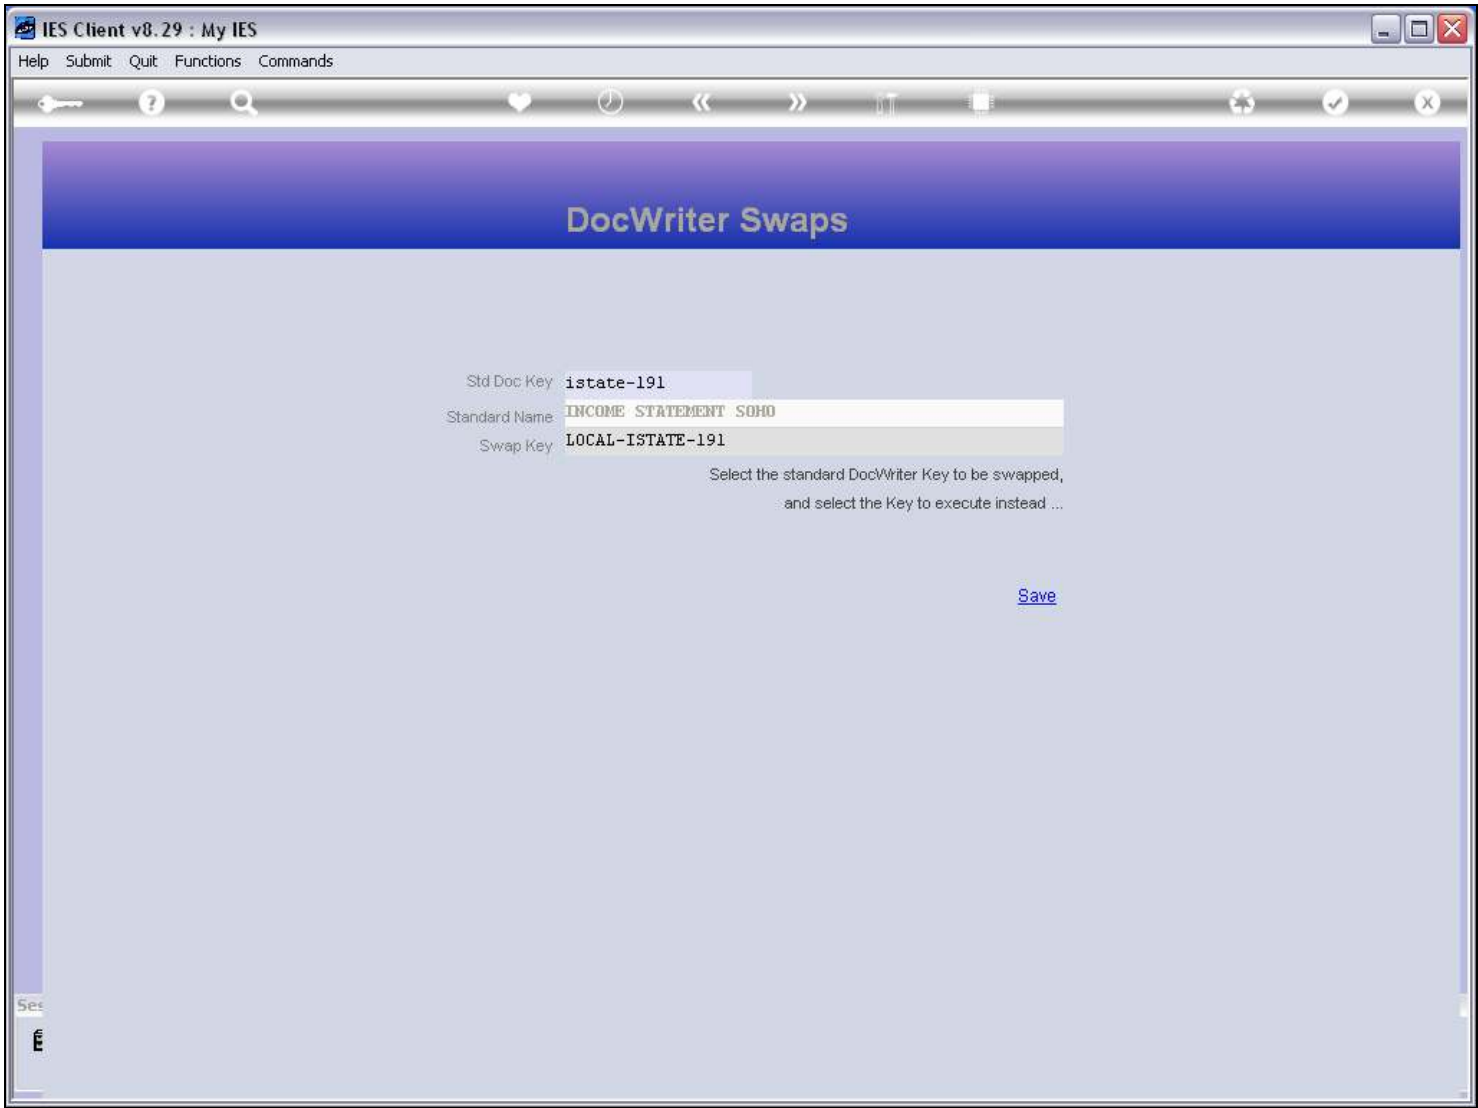 IES Client v8.29 : My IES
Help Submit Quit Functions Commands
DocWriter Swaps
Std Doc Key istate-191
Standard Name INCOME STATEMENT SOHO
Swap Key LOCAL-ISTATE-191
Select the standard DocWriter Key to be swapped,
and select the Key to execute instead ...
Save
Ses